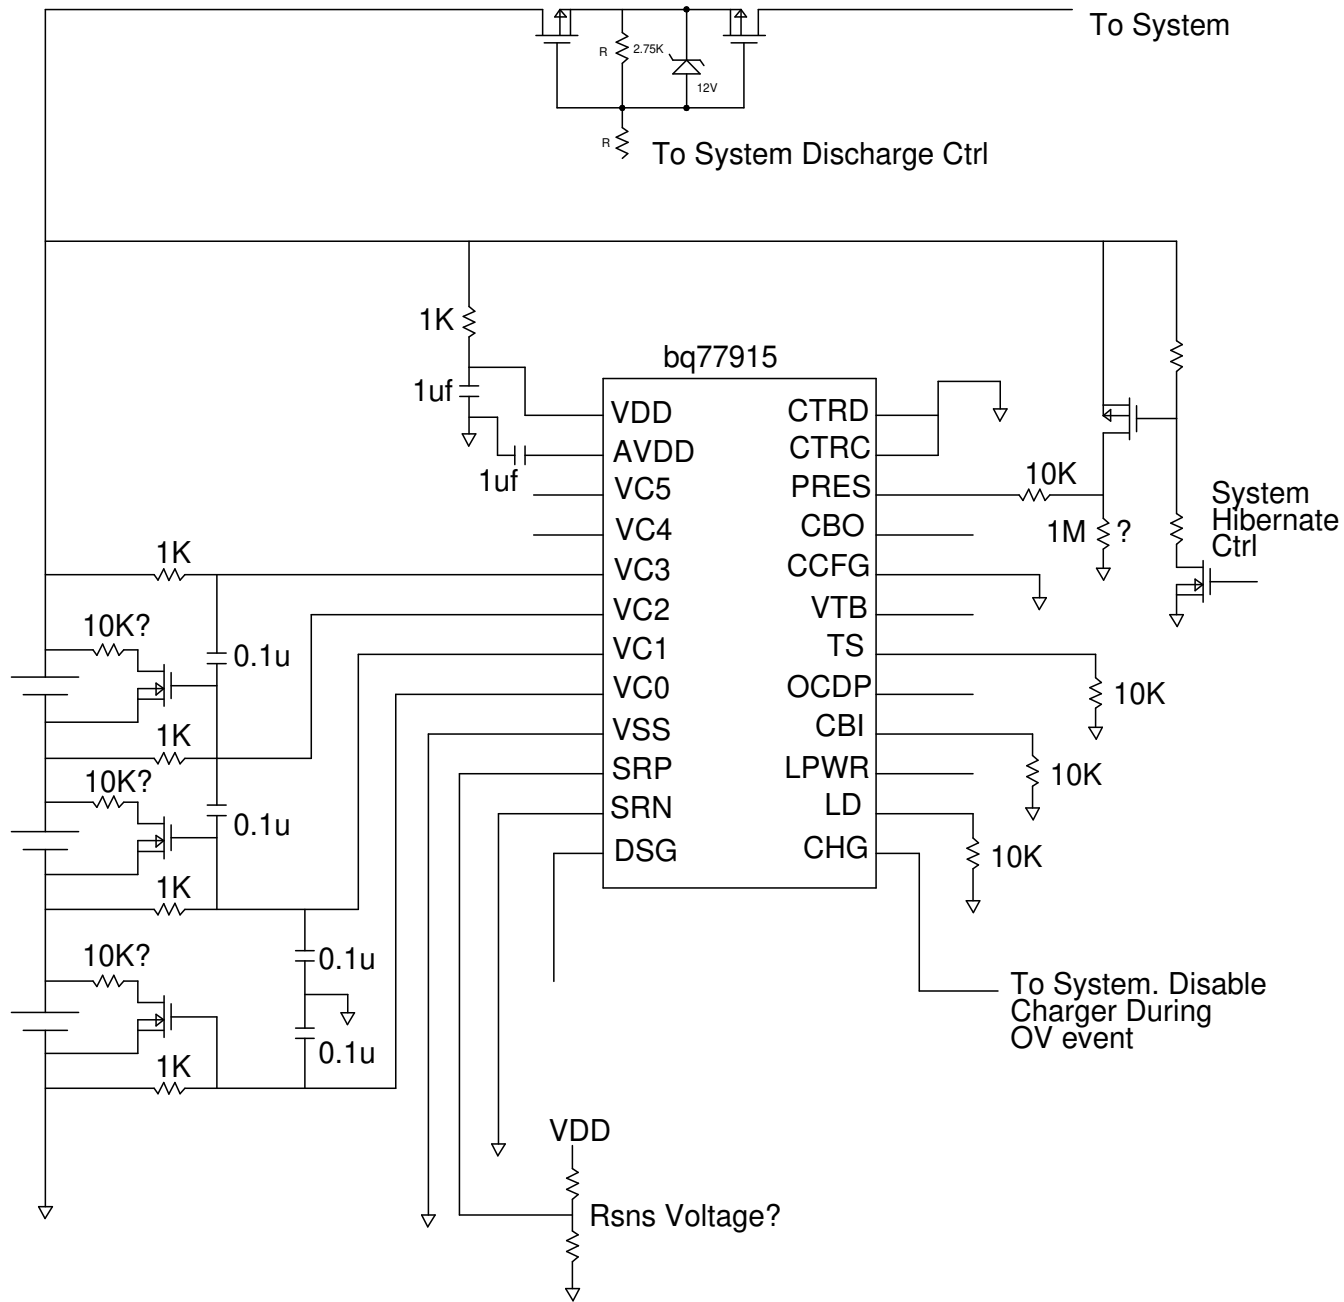 To System
R
2.75K
12V
R
To System Discharge Ctrl
1K
1uf
1uf
bq77915
VDD
AVDD
VC5
VC4
VC3
VC2
VC1
VC0
VSS
SRP
SRN
DSG
CTRD
CTRC
PRES
CBO
CCFG
VTB
TS
OCDP
CBI
LPWR
LD
CHG
10K
1M
?
System
Hibernate
Ctrl
10K
10K
10K
1K
10K?
0.1u
1K
10K?
0.1u
1K
10K?
0.1u
0.1u
1K
To System. Disable
Charger During
OV event
VDD
Rsns Voltage?